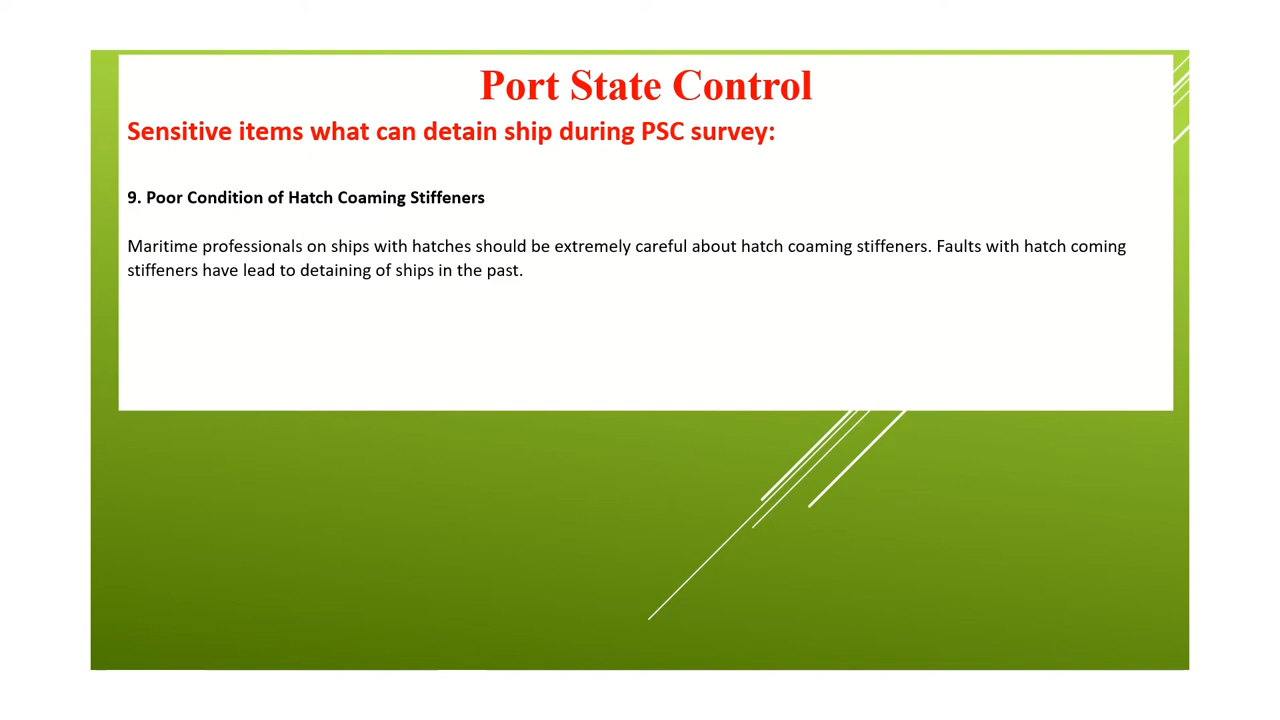 Port State Control
Sensitive items what can detain ship during PSC survey:
9. Poor Condition of Hatch Coaming Stiffeners
Maritime professionals on ships with hatches should be extremely careful about hatch coaming stiffeners. Faults with hatch coming
stiffeners have lead to detaining of ships in the past.